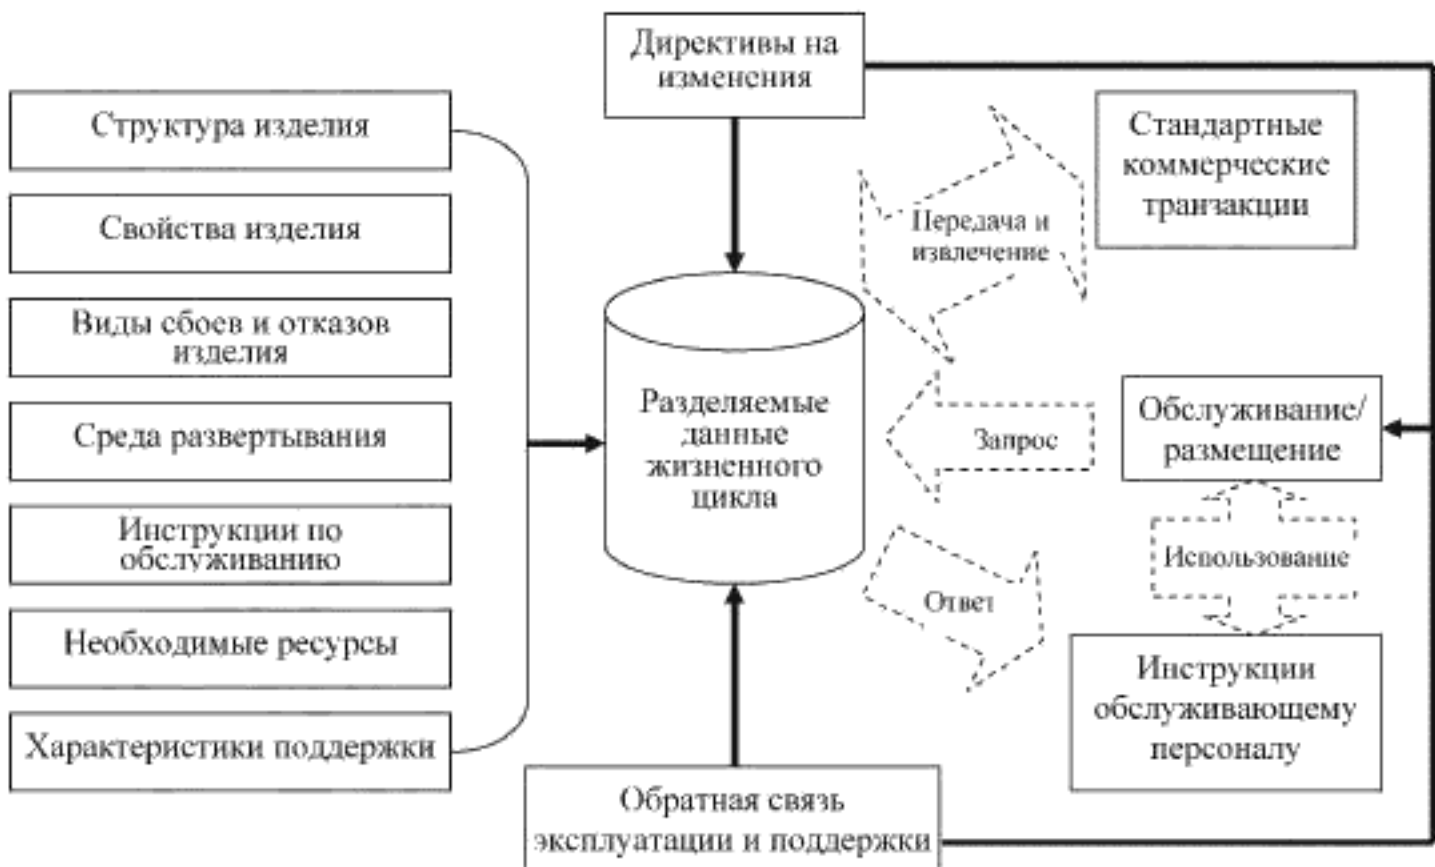 Директивы на
изменения
Структура изделия
Свойства изделия
Виды сбоев и отказов
изделия
Среда развертывания
Инструкции по
обслуживанию
Необходимые ресурсы
Характеристики поддержки
Разделяемые
данные
жизненного
цикла
Передача и
извлечение
Стандартные
коммерческие
транзакции
Запрос
Обслуживание/
размещение
Использование
Ответ
Инструкции
обслуживающему
персоналу
Обратная связь
эксплуатации и поддержки